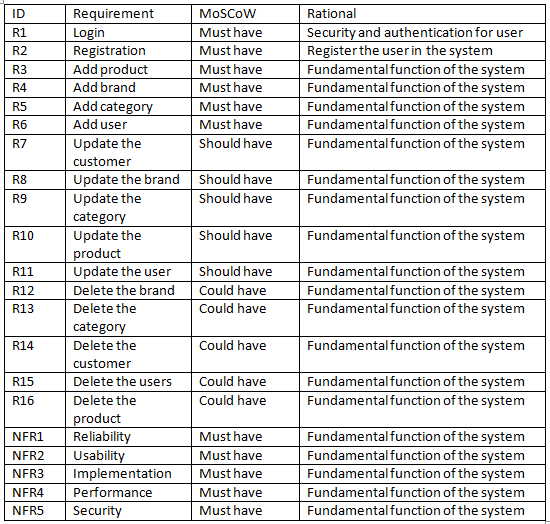 ID Requirement MoSCoW Rational
R1 Login Must have Security and authentication for user
R2 Registration Must have Register the user in the system
R3 Add product Must have Fundamental function of the system
R4 Add brand Must have Fundamental function of the system
R5 Add category Must have Fundamental function of the system
R6 Add user Must have Fundamental function of the system
R7 Update the Should have Fundamental function of the system
customer
R8 Update the brand Should have Fundamental function of the system
R9 Update the Should have Fundamental function of the system
category
R10 Update the Should have Fundamental function of the system
product
R11 Update the user Should have Fundamental function of the system
R12 Delete the brand Could have Fundamental function of the system
R13 Delete the Could have Fundamental function of the system
category
R14 Delete the Could have Fundamental function of the system
customer
R15 Delete the users Could have Fundamental function of the system
R16 Delete the Could have Fundamental function of the system
product
NFR1 Reliability Must have Fundamental function of the system
NFR2 Usability Must have Fundamental function of the system
NFR3 Implementation Must have Fundamental function of the system
NFR4 Performance Must have Fundamental function of the system
NFR5 Security Must have Fundamental function of the system